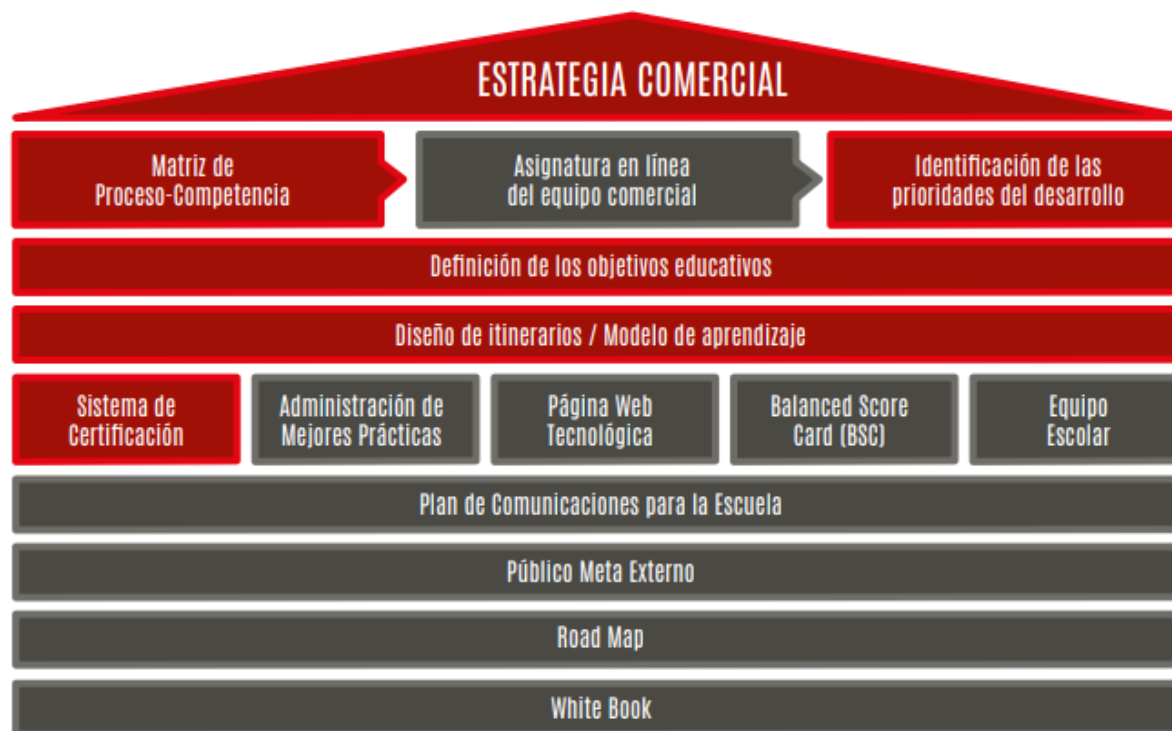 ESTRATEGIA COMERCIAL
Matriz de
Proceso-Competencia
Asignatura en línea
del equipo comercial
Identificación de las
prioridades del desarrollo
Definición de los objetivos educativos
Diseño de itinerarios / Modelo de aprendizaje
Sistema de
Certificación
Administración de
Mejores Prácticas
Página Web
Tecnológica
Balanced Score
Card (BSC)
Equipo
Escolar
Plan de Comunicaciones para la Escuela
Público Meta Externo
Road Map
White Book